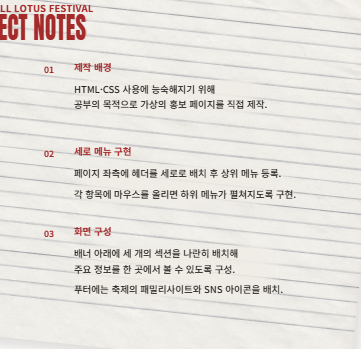 LL LOTUS FESTIVAL
ECT NOTES
01 제작 배경
HTML·CSS 사용에 능숙해지기 위해
공부의 목적으로 가상의 홍보 페이지를 직접 제작.
02 세로 메뉴 구현
페이지 좌측에 헤더를 세로로 배치 후 상위 메뉴 등록.
각 항목에 마우스를 올리면 하위 메뉴가 펼쳐지도록 구현.
03 화면 구성
배너 아래에 세 개의 섹션을 나란히 배치해
주요 정보를 한 곳에서 볼 수 있도록 구성.
푸터에는 축제의 패밀리사이트와 SNS 아이콘을 배치.